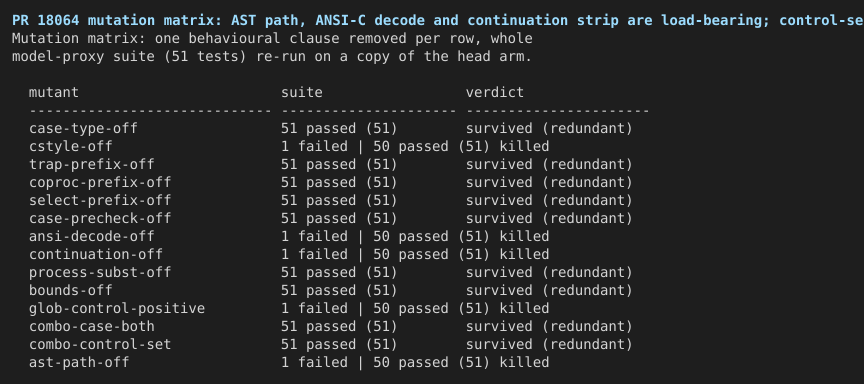 PR 18064 mutation matrix: AST path, ANSI-C decode and continuation strip are load-bearing; control-se
Mutation matrix: one behavioural clause removed per row, whole
model-proxy suite (51 tests) re-run on a copy of the head arm.
mutant suite verdict
----------------------------- --------------------- ----------------------
case-type-off 51 passed (51) survived (redundant)
cstyle-off 1 failed | 50 passed (51) killed
trap-prefix-off 51 passed (51) survived (redundant)
coproc-prefix-off 51 passed (51) survived (redundant)
select-prefix-off 51 passed (51) survived (redundant)
case-precheck-off 51 passed (51) survived (redundant)
ansi-decode-off 1 failed | 50 passed (51) killed
continuation-off 1 failed | 50 passed (51) killed
process-subst-off 51 passed (51) survived (redundant)
bounds-off 51 passed (51) survived (redundant)
glob-control-positive 1 failed | 50 passed (51) killed
combo-case-both 51 passed (51) survived (redundant)
combo-control-set 51 passed (51) survived (redundant)
ast-path-off 1 failed | 50 passed (51) killed